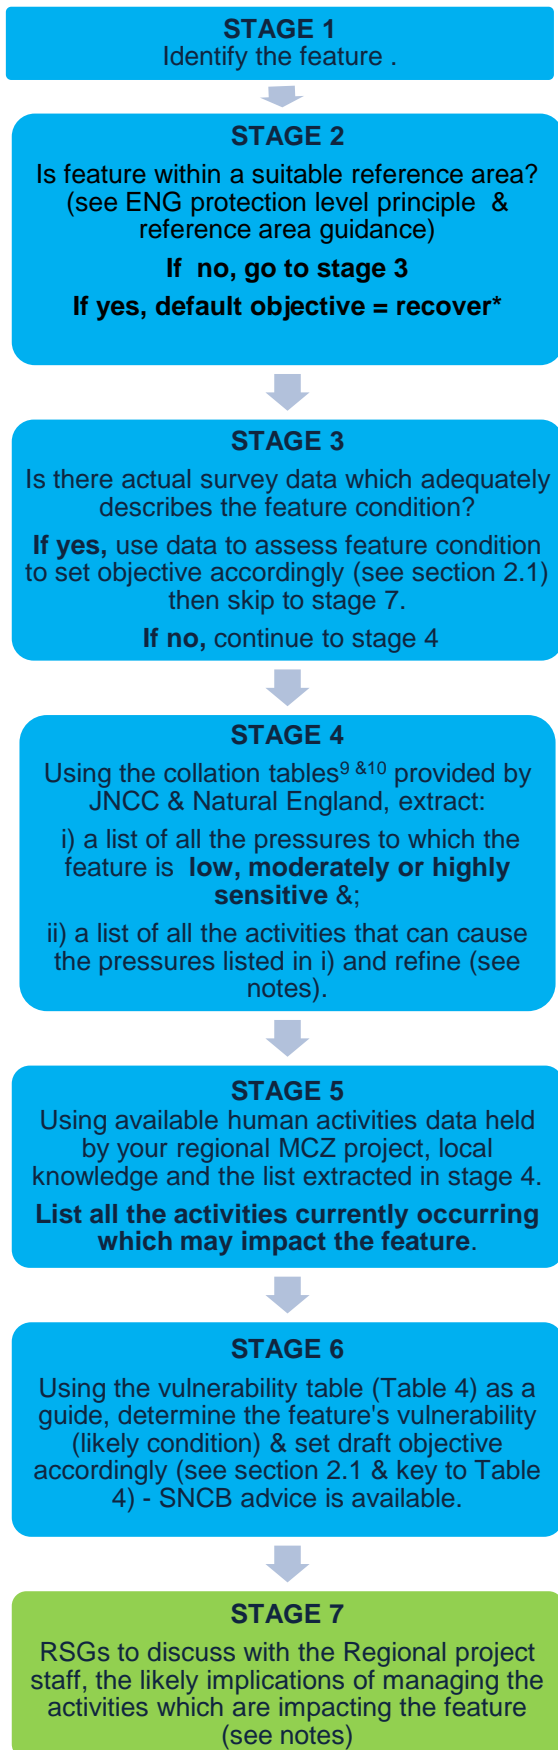 STAGE 1
Identify the feature .
STAGE 2
Is feature within a suitable reference area?
(see ENG protection level principle &
reference area guidance)
If no, go to stage 3
If yes, default objective = recover*
STAGE 3
Is there actual survey data which adequately
describes the feature condition?
If yes, use data to assess feature condition
to set objective accordingly (see section 2.1)
then skip to stage 7.
If no, continue to stage 4
STAGE 4
Using the collation tables9 &10 provided by
JNCC & Natural England, extract:
i) a list of all the pressures to which the
feature is low, moderately or highly
sensitive &;
ii) a list of all the activities that can cause
the pressures listed in i) and refine (see
notes).
STAGE 5
Using available human activities data held
by your regional MCZ project, local
knowledge and the list extracted in stage 4.
List all the activities currently occurring
which may impact the feature.
STAGE 6
Using the vulnerability table (Table 4) as a
guide, determine the feature's vulnerability
(likely condition) & set draft objective
accordingly (see section 2.1 & key to Table
4) - SNCB advice is available.
STAGE 7
RSGs to discuss with the Regional project
staff, the likely implications of managing the
activities which are impacting the feature
(see notes)